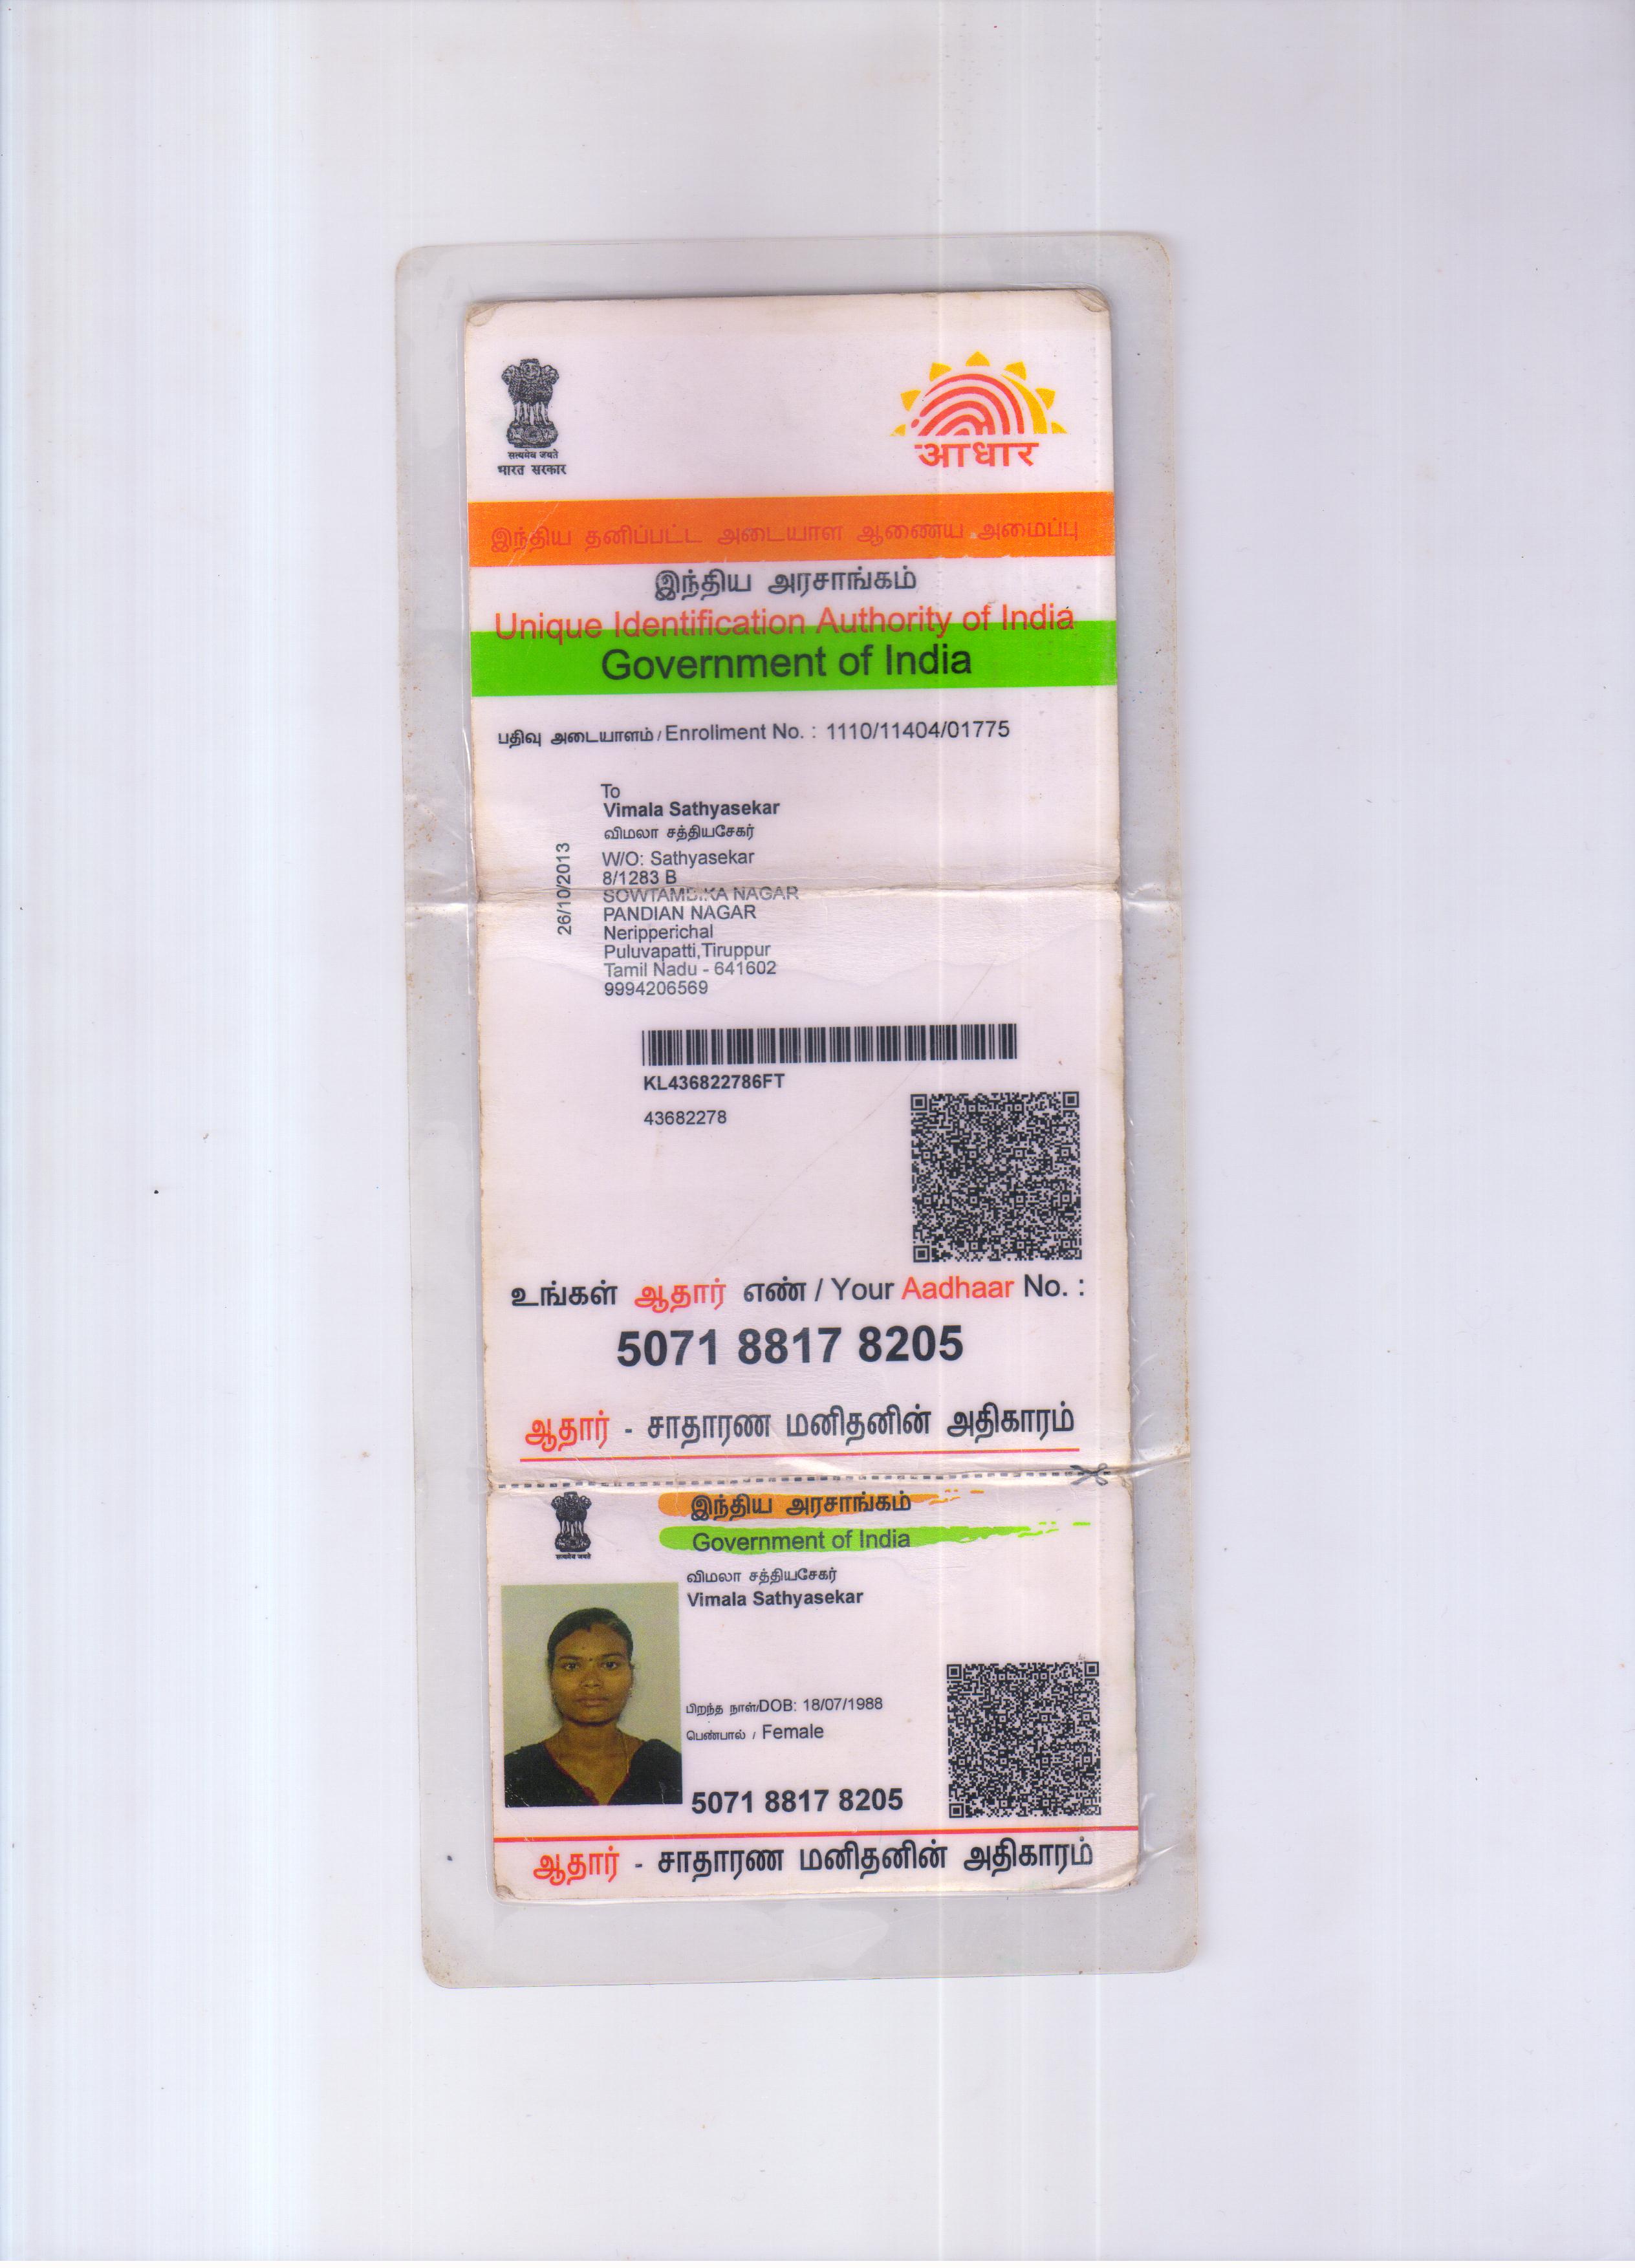 सत्यमेव जयते
भारत सरकार
आधार
இந்திய தனிப்பட்ட அடையாள ஆணைய அமைப்பு
இந்திய அரசாங்கம்
Unique Identification Authority of India
Government of India
பதிவு அடையாளம் / Enrollment No. : 1110/11404/01775
To
Vimala Sathyasekar
விமலா சத்தியசேகர்
W/O: Sathyasekar
8/1283 B
NAGAR
PANDIAN NAGAR
Neripperichal
Puluvapatti,Tiruppur
Tamil Nadu - 641602
9994206569
26/10/2013
KL436822786FT
43682278
உங்கள் ஆதார் எண் / Your Aadhaar No. :
5071 8817 8205
ஆதார் - சாதாரண மனிதனின் அதிகாரம்
सत्यमेव जयते
இந்திய அரசாங்கம்
Government of India
விமலா சத்தியசேகர்
Vimala Sathyasekar
பிறந்த நாள்/DOB: 18/07/1988
பெண்பால் / Female
5071 8817 8205
ஆதார் - சாதாரண மனிதனின் அதிகாரம்